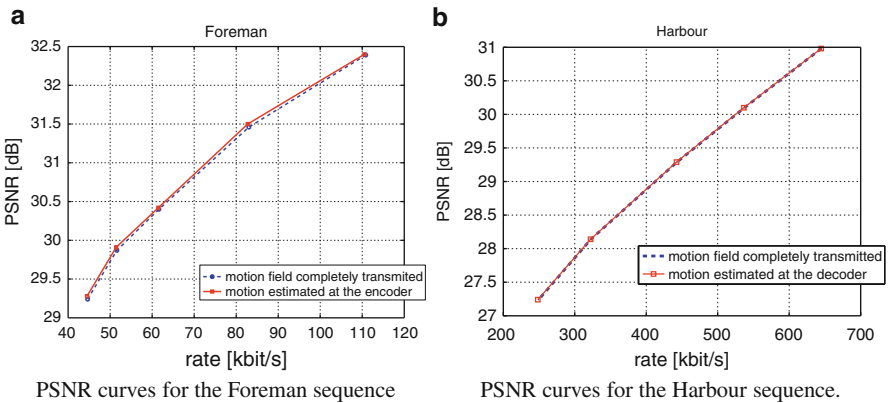 a
Foreman
32.5
32
31.5
31
30.5
30
29.5
29
PSNR [dB]
40 50 60 70 80 90 100 110 120
rate [kbit/s]
motion field completely transmited
motion estimated at the encoder
PSNR curves for the Foreman sequence
b
Harbour
31
30.5
30
29.5
29
28.5
28
27.5
27
PSNR [dB]
200 300 400 500 600 700
rate [kbit/s]
motion field completely transmitted
motion estimated at the decoder
PSNR curves for the Harbour sequence.